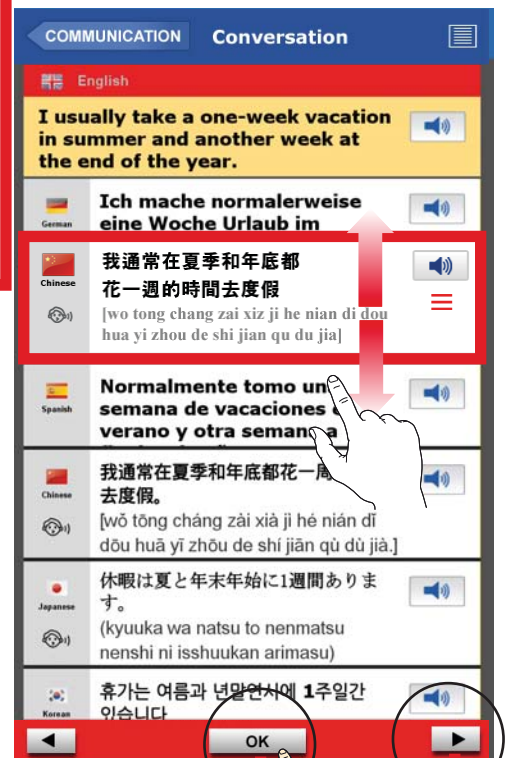 COMMUNICATION
Conversation
English
I usually take a one-week vacation
in summer and another week at
the end of the year.
German
Ich mache normalerweise
eine Woche Urlaub im
Chinese
我通常在夏季和年底都
花一週的時間去度假
[wo tong chang zai xiz ji he nian di dou
hua yi zhou de shi jian qu du jia]
Spanish
Normalmente tomo un
semana de vacaciones
verano y otra semana a
Chinese
我通常在夏季和年底都花一周
去度假。
[wǒ tōng cháng zài xià jì hé nián dǐ
dōu huā yī zhōu de shí jiān qù dù jià.]
Japanese
休暇は夏と年末年始に1週間ありま
す。
(kyuuka wa natsu to nenmatsu
nenshi ni isshuukan arimasu)
Korean
휴가는 여름과 년말연시에 1주일간
있습니다
OK